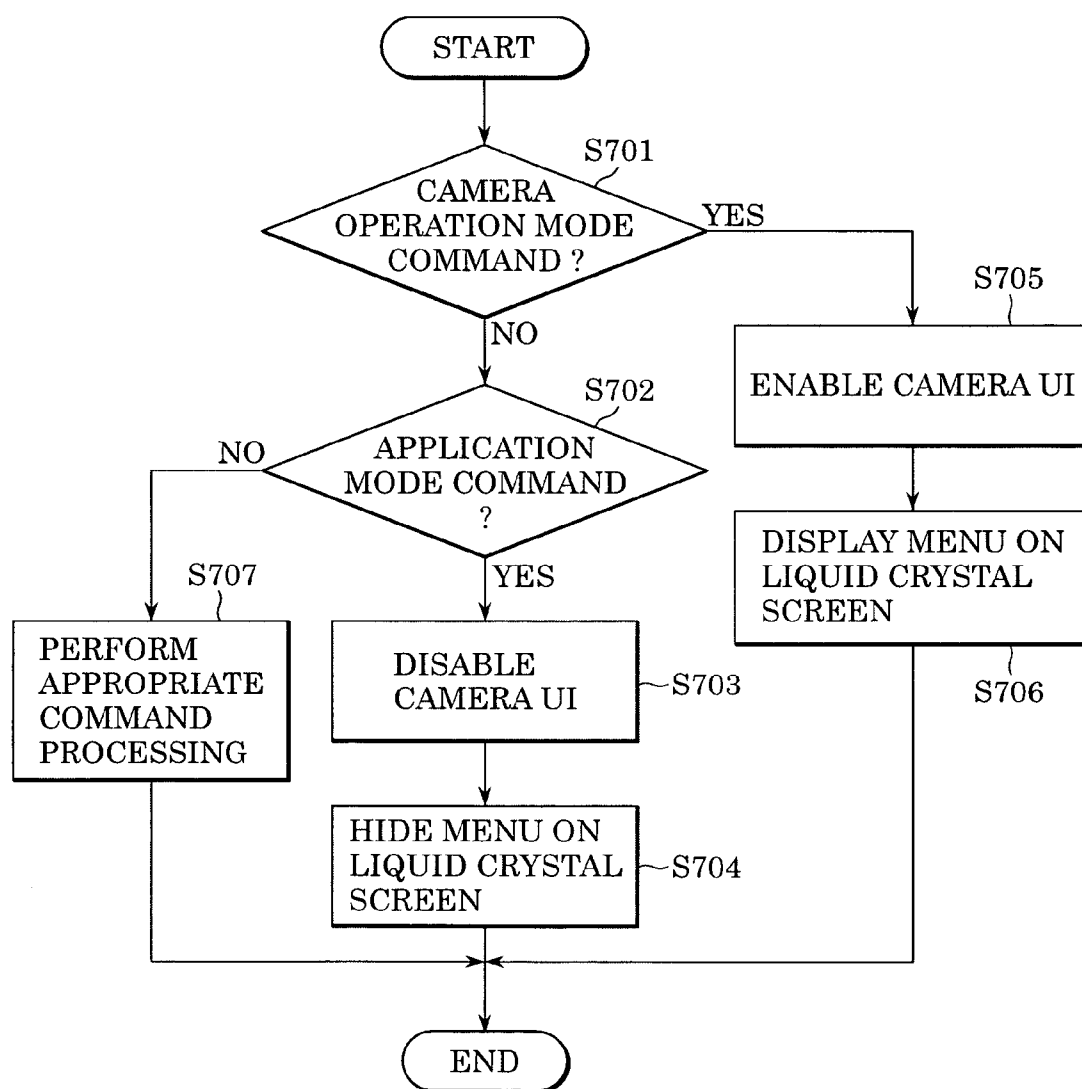 START
S701
CAMERA
OPERATION MODE
COMMAND ?
YES
NO
S705
ENABLE CAMERA UI
S702
APPLICATION
MODE COMMAND
?
NO
YES
DISPLAY MENU ON
LIQUID CRYSTAL
SCREEN
S706
S707
PERFORM
APPROPRIATE
COMMAND
PROCESSING
DISABLE
CAMERA UI
S703
HIDE MENU ON
LIQUID CRYSTAL
SCREEN
S704
END